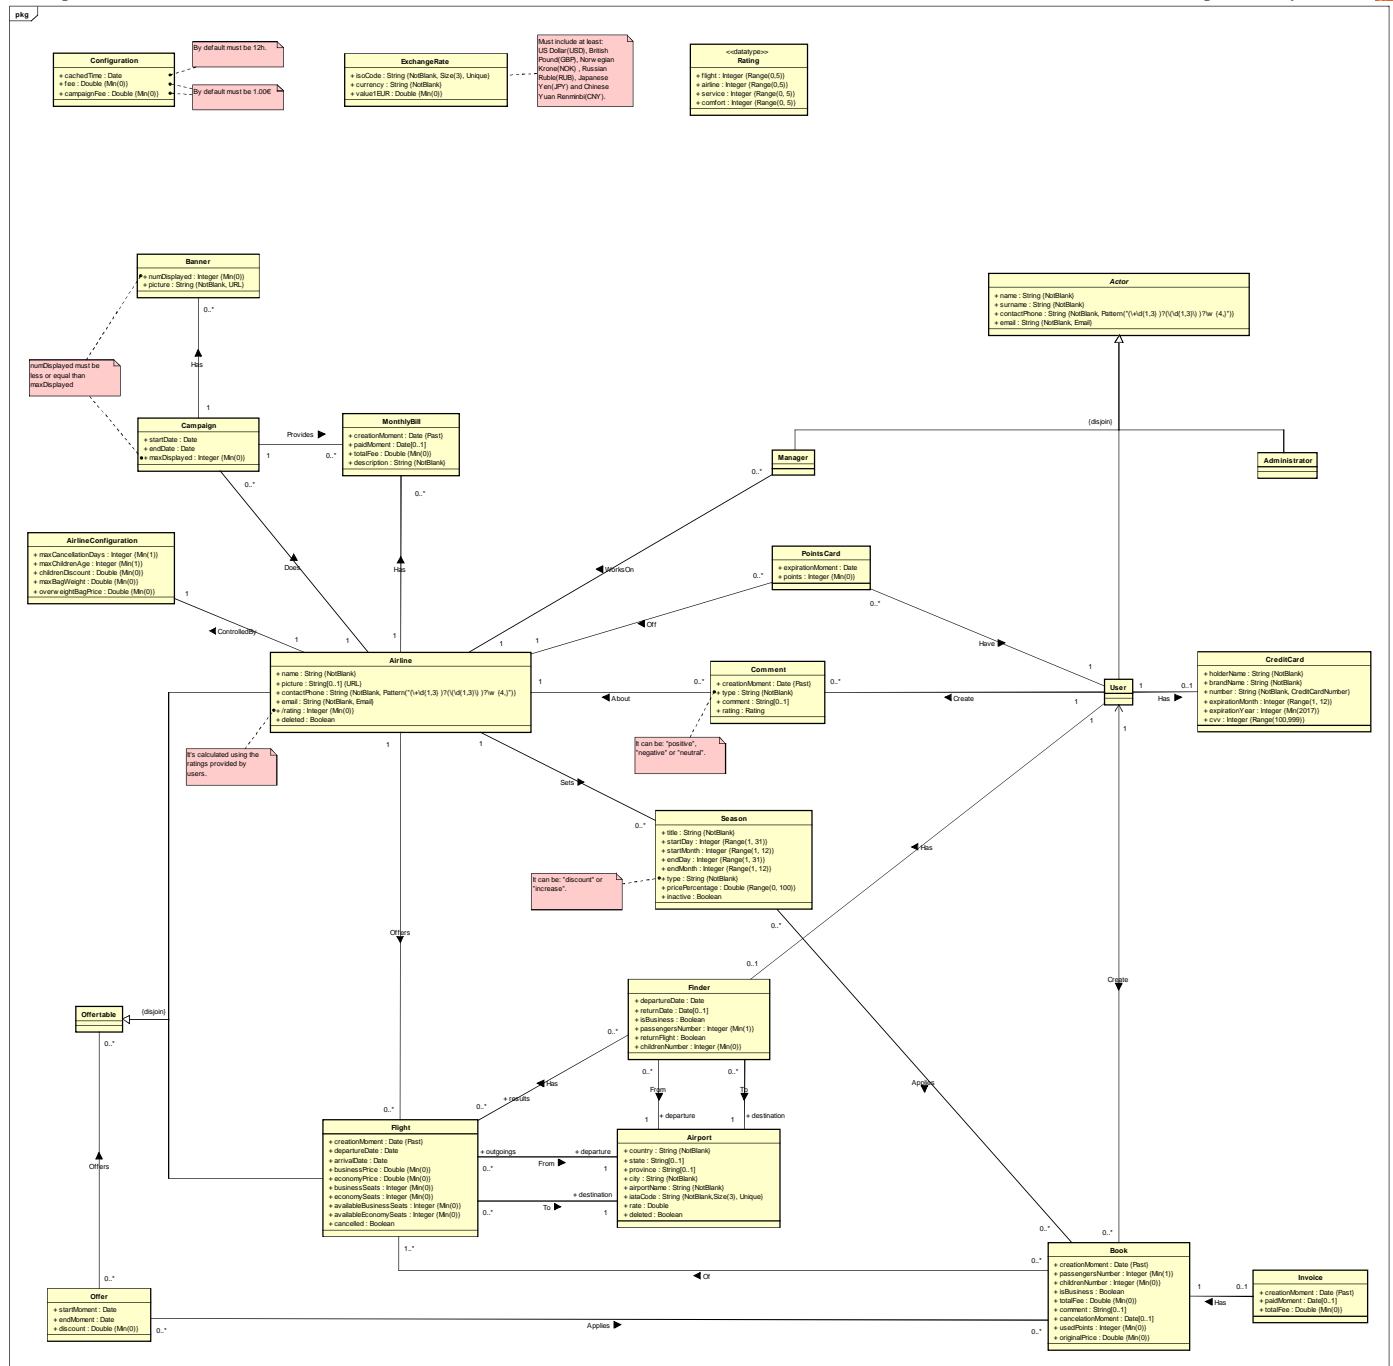 pkg
Configuration
+ cachedTime : Date
+ fee : Double {Min(0)}
+ campaignFee : Double {Min(0)}
By default must be 12h.
By default must be 1.00€
ExchangeRate
+ isoCode : String {NotBlank, Size(3), Unique}
+ currency : String {NotBlank}
+ value1EUR : Double {Min(0)}
Must include at least:
US Dollar(USD), British
Pound(GBP), Norwegian
Krone(NOK) , Russian
Ruble(RUB), Japanese
Yen(JPY) and Chinese
Yuan Renminbi(CNY).
<<datatype>>
Rating
+ flight : Integer {Range(0,5)}
+ airline : Integer {Range(0,5)}
+ service : Integer {Range(0, 5)}
+ comfort : Integer {Range(0, 5)}
Banner
+ numDisplayed : Integer {Min(0)}
+ picture : String {NotBlank, URL}
0..*
Has
1
numDisplayed must be
less or equal than
maxDisplayed
Campaign
+ startDate : Date
+ endDate : Date
+ maxDisplayed : Integer {Min(0)}
Provides
1
0..*
MonthlyBill
+ creationMoment : Date {Past}
+ paidMoment : Date[0..1]
+ totalFee : Double {Min(0)}
+ description : String {NotBlank}
0..*
0..*
Actor
+ name : String {NotBlank}
+ surname : String {NotBlank}
+ contactPhone : String {NotBlank, Pattern("(\+\d{1,3} )?(\(\d{1,3}\) )?\w {4,}")}
+ email : String {NotBlank, Email}
{disjoin}
Manager
0..*
Administrator
AirlineConfiguration
+ maxCancellationDays : Integer {Min(1)}
+ maxChildrenAge : Integer {Min(1)}
+ childrenDiscount : Double {Min(0)}
+ maxBagWeight : Double {Min(0)}
+ overweightBagPrice : Double {Min(0)}
1
ControlledBy
1
Does
1
Has
1
WorksOn
1
PointsCard
+ expirationMoment : Date
+ points : Integer {Min(0)}
0..*
0..*
Off
1
Have
1
Airline
+ name : String {NotBlank}
+ picture : String[0..1] {URL}
+ contactPhone : String {NotBlank, Pattern("(\+\d{1,3} )?(\(\d{1,3}\) )?\w {4,}")}
+ email : String {NotBlank, Email}
+ /rating : Integer {Min(0)}
+ deleted : Boolean
1
About
0..*
Comment
+ creationMoment : Date {Past}
+ type : String {NotBlank}
+ comment : String[0..1]
+ rating : Rating
0..*
Create
1
User
1
Has
0..1
CreditCard
+ holderName : String {NotBlank}
+ brandName : String {NotBlank}
+ number : String {NotBlank, CreditCardNumber}
+ expirationMonth : Integer {Range(1, 12)}
+ expirationYear : Integer {Min(2017)}
+ cvv : Integer {Range(100,999)}
It's calculated using the
ratings provided by
users.
It can be: "positive",
"negative" or "neutral".
1
1
1
1
Sets
0..*
Season
+ title : String {NotBlank}
+ startDay : Integer {Range(1, 31)}
+ startMonth : Integer {Range(1, 12)}
+ endDay : Integer {Range(1, 31)}
+ endMonth : Integer {Range(1, 12)}
+ type : String {NotBlank}
+ pricePercentage : Double {Range(0, 100)}
+ inactive : Boolean
It can be: "discount" or
"increase".
Has
0..*
Offers
0..1
Create
Finder
+ departureDate : Date
+ returnDate : Date[0..1]
+ isBusiness : Boolean
+ passengersNumber : Integer {Min(1)}
+ returnFlight : Boolean
+ childrenNumber : Integer {Min(0)}
Offertable
{disjoin}
0..*
0..*
Has
+ results
0..*
0..*
0..*
0..*
From
To
1
+ departure
1
+ destination
Applies
Flight
+ creationMoment : Date {Past}
+ departureDate : Date
+ arrivalDate : Date
+ businessPrice : Double {Min(0)}
+ economyPrice : Double {Min(0)}
+ businessSeats : Integer {Min(0)}
+ economySeats : Integer {Min(0)}
+ availableBusinessSeats : Integer {Min(0)}
+ availableEconomySeats : Integer {Min(0)}
+ cancelled : Boolean
+ outgoings
+ departure
0..*
From
1
+ destination
0..*
To
1
Airport
+ country : String {NotBlank}
+ state : String[0..1]
+ province : String[0..1]
+ city : String {NotBlank}
+ airportName : String {NotBlank}
+ iataCode : String {NotBlank,Size(3), Unique}
+ rate : Double
+ deleted : Boolean
Offers
0..*
1..*
Of
0..*
0..*
0..*
Book
+ creationMoment : Date {Past}
+ passengersNumber : Integer {Min(1)}
+ childrenNumber : Integer {Min(0)}
+ isBusiness : Boolean
+ totalFee : Double {Min(0)}
+ comment : String[0..1]
+ cancelationMoment : Date[0..1]
+ usedPoints : Integer {Min(0)}
+ originalPrice : Double {Min(0)}
1
Has
0..1
Invoice
+ creationMoment : Date {Past}
+ paidMoment : Date[0..1]
+ totalFee : Double {Min(0)}
Offer
+ startMoment : Date
+ endMoment : Date
+ discount : Double {Min(0)}
0..*
Applies
0..*